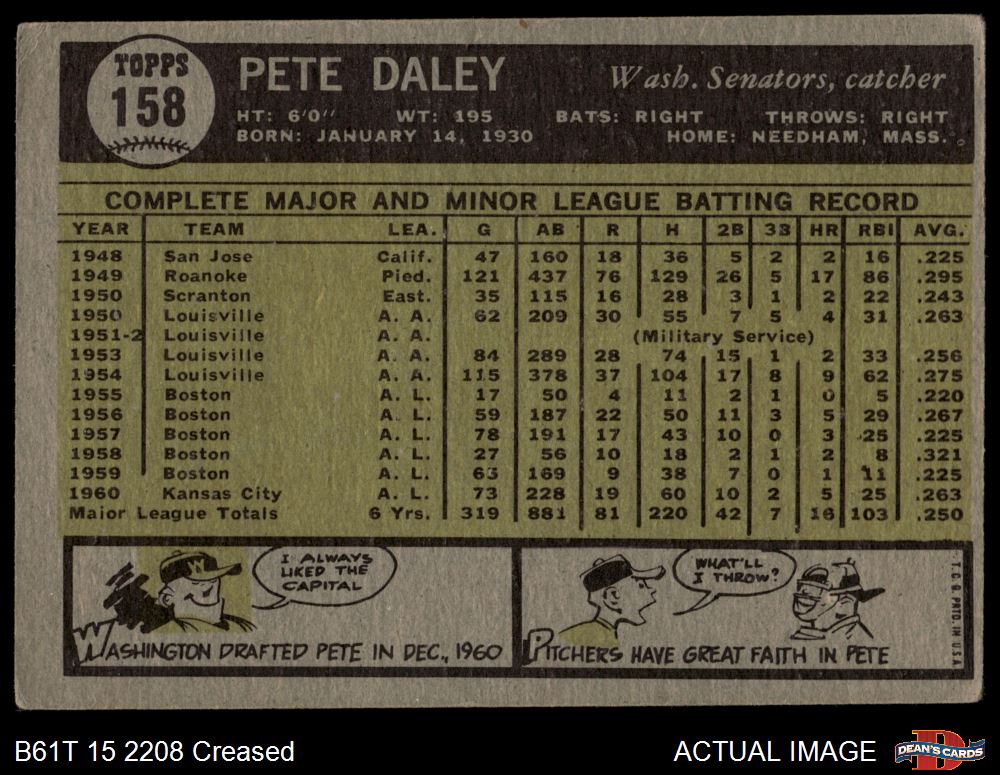 TOPPS
158
PETE DALEY
Wash. Senators, catcher
HT: 6'0" WT: 195 BATS: RIGHT THROWS: RIGHT
BORN: JANUARY 14, 1930 HOME: NEEDHAM, MASS.
COMPLETE MAJOR AND MINOR LEAGUE BATTING RECORD
YEAR TEAM LEA. G AB R H 2B 3B HR RBI AVG.
1948 San Jose Calif. 47 160 18 36 5 2 2 16 .225
1949 Roanoke Pied. 121 437 76 129 26 5 17 86 .295
1950 Scranton East. 35 115 16 28 3 1 2 22 .243
1950 Louisville A. A. 62 209 30 55 7 5 4 31 .263
1951-2 Louisville A. A. (Military Service)
1953 Louisville A. A. 84 289 28 74 15 1 2 33 .256
1954 Louisville A. A. 115 378 37 104 17 8 9 62 .275
1955 Boston A. L. 17 50 4 11 2 1 0 5 .220
1956 Boston A. L. 59 187 22 50 11 3 5 29 .267
1957 Boston A. L. 78 191 17 43 10 0 3 25 .225
1958 Boston A. L. 27 56 10 18 2 1 2 8 .321
1959 Boston A. L. 65 169 9 38 7 0 1 11 .225
1960 Kansas City A. L. 73 228 19 60 10 2 5 25 .263
Major League Totals 6 Yrs. 319 881 81 220 42 7 16 103 .250
I ALWAYS
LIKED THE
CAPITAL
W
WASHINGTON DRAFTED PETE IN DEC., 1960
WHAT'LL
I THROW?
PITCHERS HAVE GREAT FAITH IN PETE
T.C.G. PRTD. IN U.S.A.
B61T 15 2208 Creased
ACTUAL IMAGE
D
DEAN'S CARDS